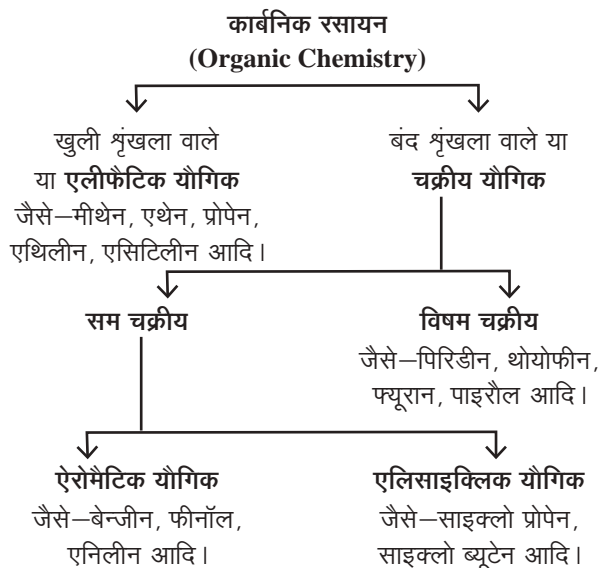 कार्बनिक रसायन
(Organic Chemistry)
खुली शृंखला वाले
या एलीफैटिक यौगिक
जैसे—मीथेन, एथेन, प्रोपेन,
एथिलीन, एसिटिलीन आदि।
बंद शृंखला वाले या
चक्रीय यौगिक
सम चक्रीय
विषम चक्रीय
जैसे—पिरिडीन, थोयोफीन,
फ्यूरान, पाइरौल आदि।
ऐरोमैटिक यौगिक
जैसे—बेन्जीन, फीनॉल,
एनिलीन आदि।
एलिसाइक्लिक यौगिक
जैसे—साइक्लो प्रोपेन,
साइक्लो ब्यूटेन आदि।